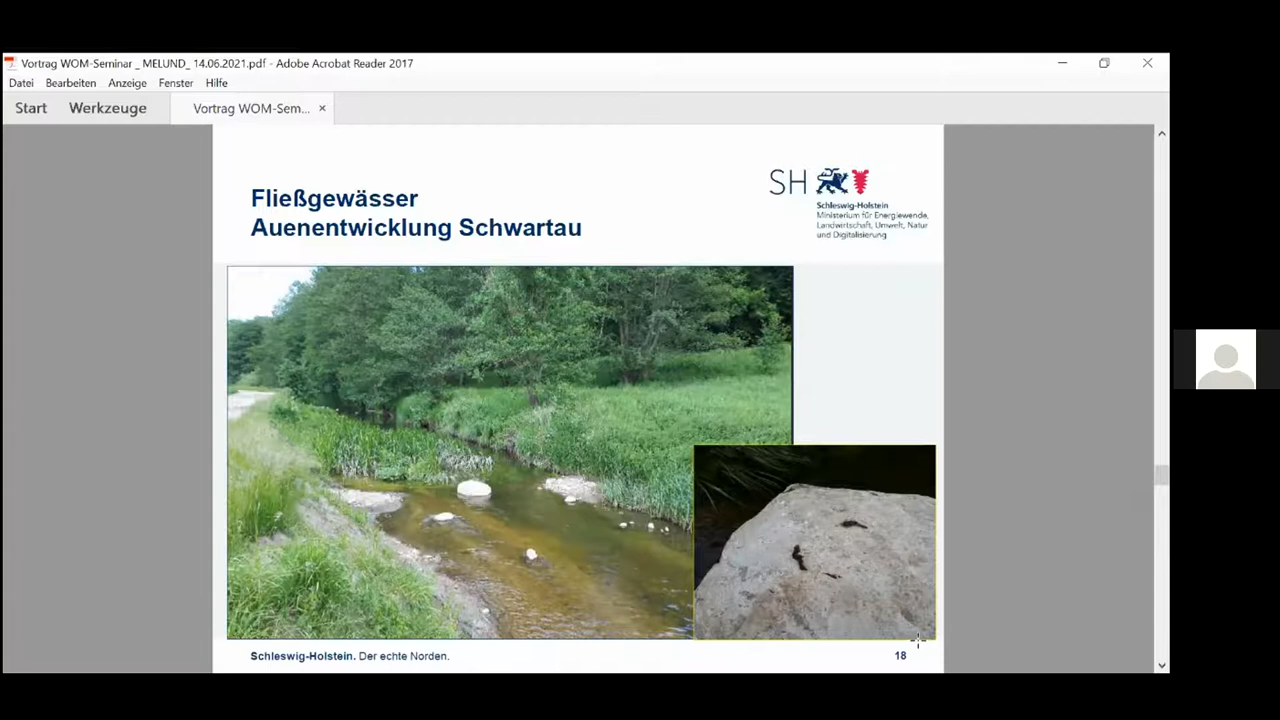 Vortrag WOM-Seminar _ MELUND_ 14.06.2021.pdf - Adobe Acrobat Reader 2017
Datei Bearbeiten Anzeige Fenster Hilfe
Start Werkzeuge Vortrag WOM-Sem... ×
Fließgewässer
Auenentwicklung Schwartau
SH
Schleswig-Holstein
Ministerium für Energiewende,
Landwirtschaft, Umwelt, Natur
und Digitalisierung
Schleswig-Holstein. Der echte Norden.
18